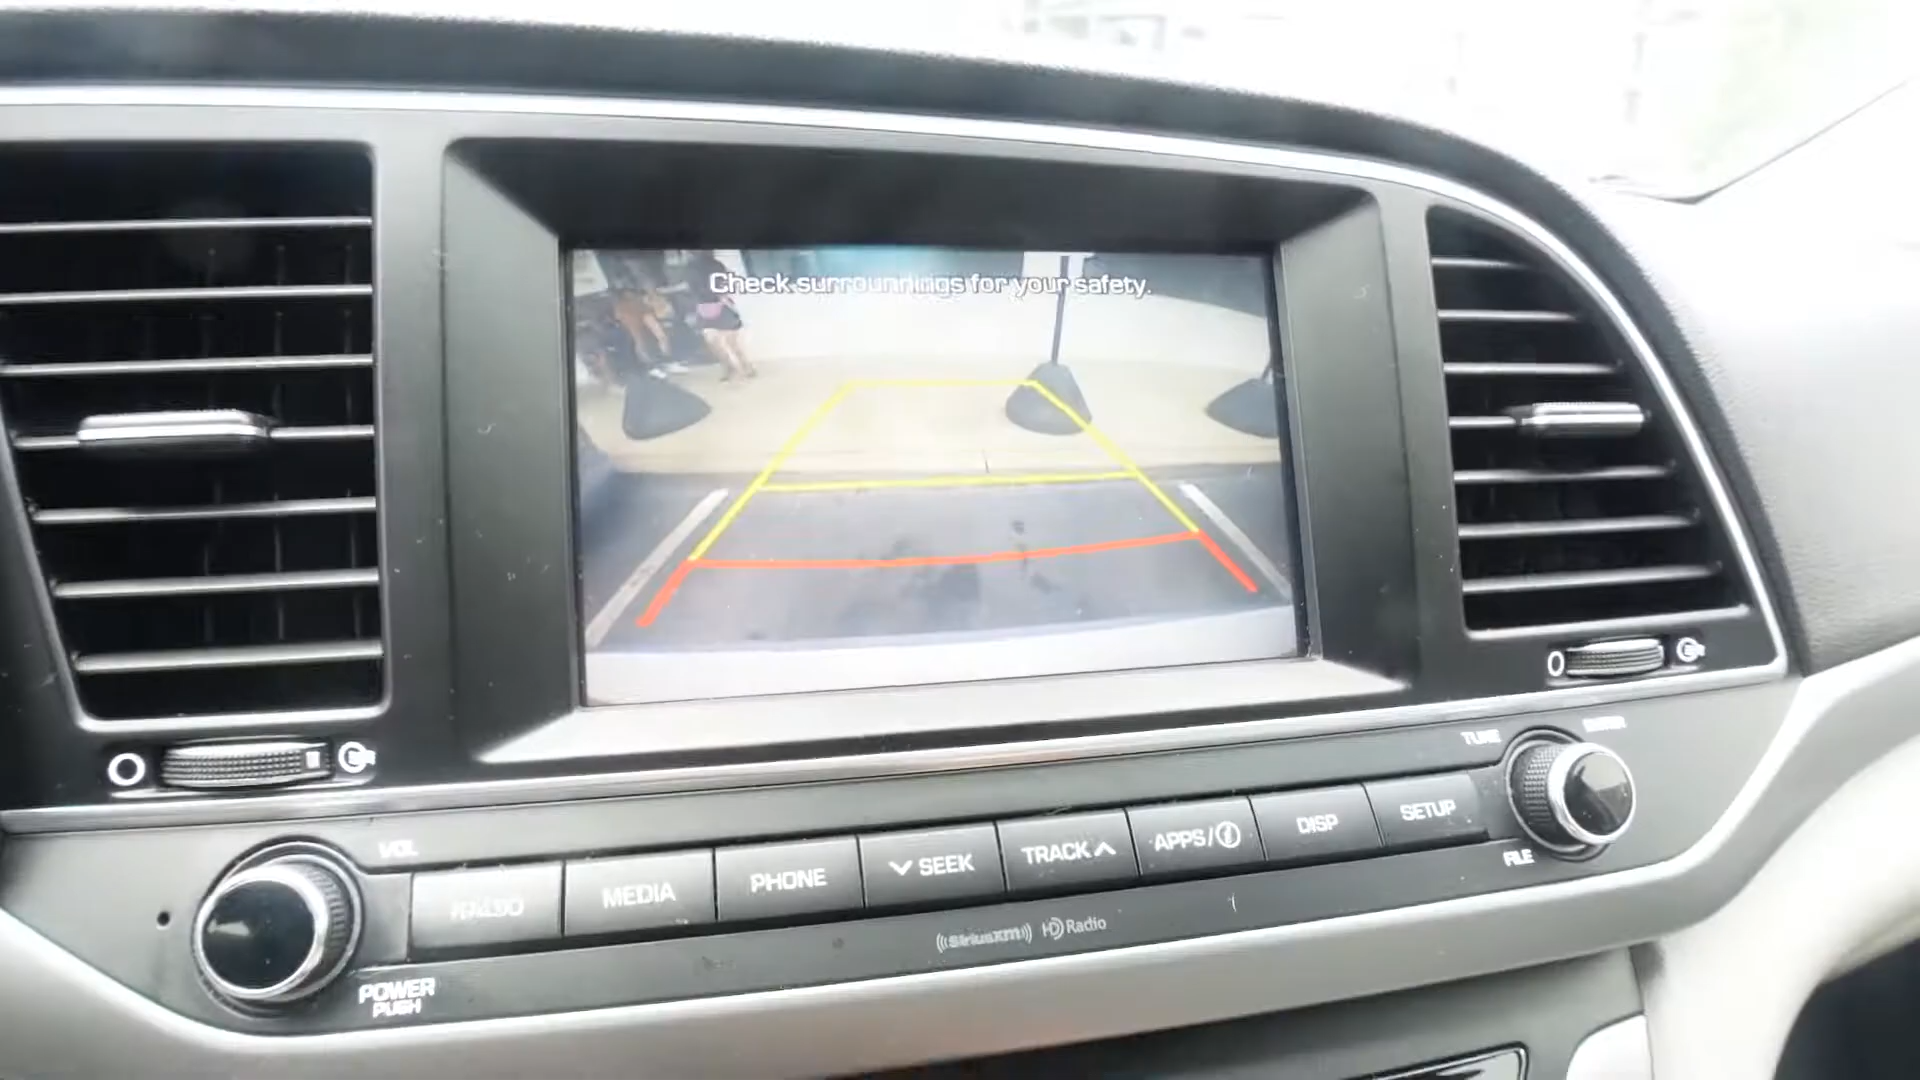 Check surroundings for your safety.
TUNE
VOL
RADIO
MEDIA
PHONE
SEEK
TRACK
APPS/
DISP
SETUP
FILE
POWER
PUSH
((SiriusXM))
HD Radio